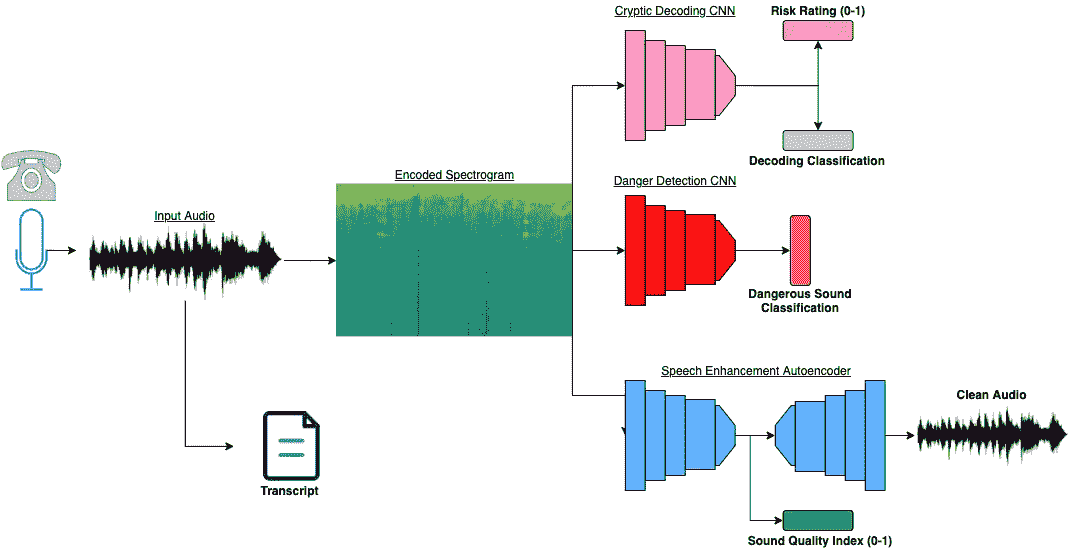 Cryptic Decoding CNN
Risk Rating (0-1)
Decoding Classification
Encoded Spectrogram
Danger Detection CNN
Input Audio
Dangerous Sound
Classification
Speech Enhancement Autoencoder
Clean Audio
Transcript
Sound Quality Index (0-1)